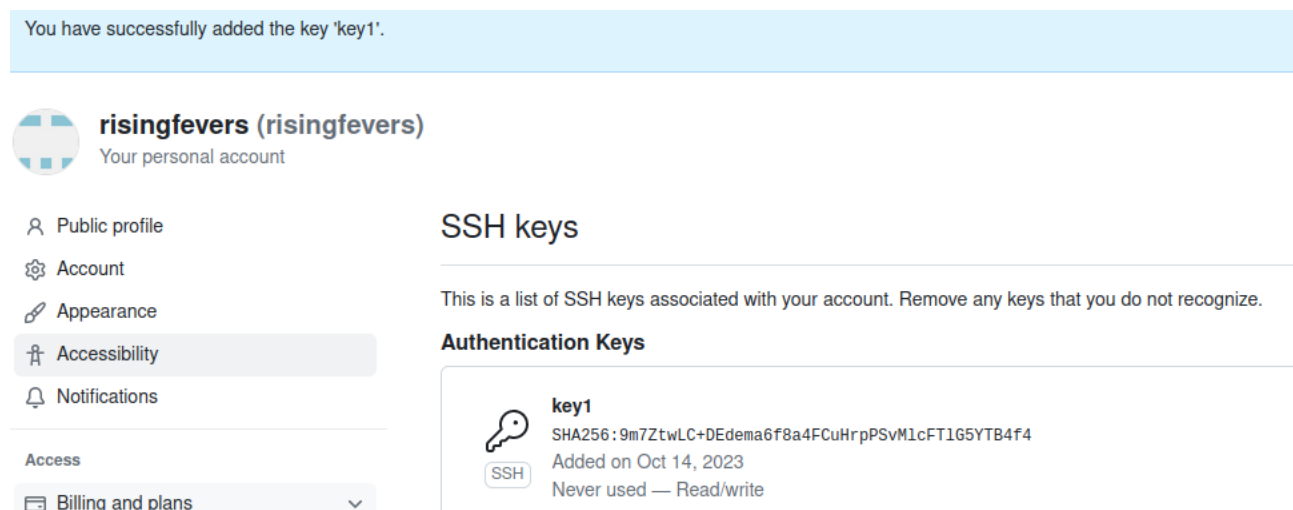 You have successfully added the key 'key1'.
risingfevers (risingfevers)
Your personal account
Public profile
Account
Appearance
Accessibility
Notifications
Access
Billing and plans
SSH keys
This is a list of SSH keys associated with your account. Remove any keys that you do not recognize.
Authentication Keys
key1
SHA256:9m7ZtwLC+DEdema6f8a4FCuHrpPSvMlcFTlG5YTB4f4
SSH
Added on Oct 14, 2023
Never used — Read/write